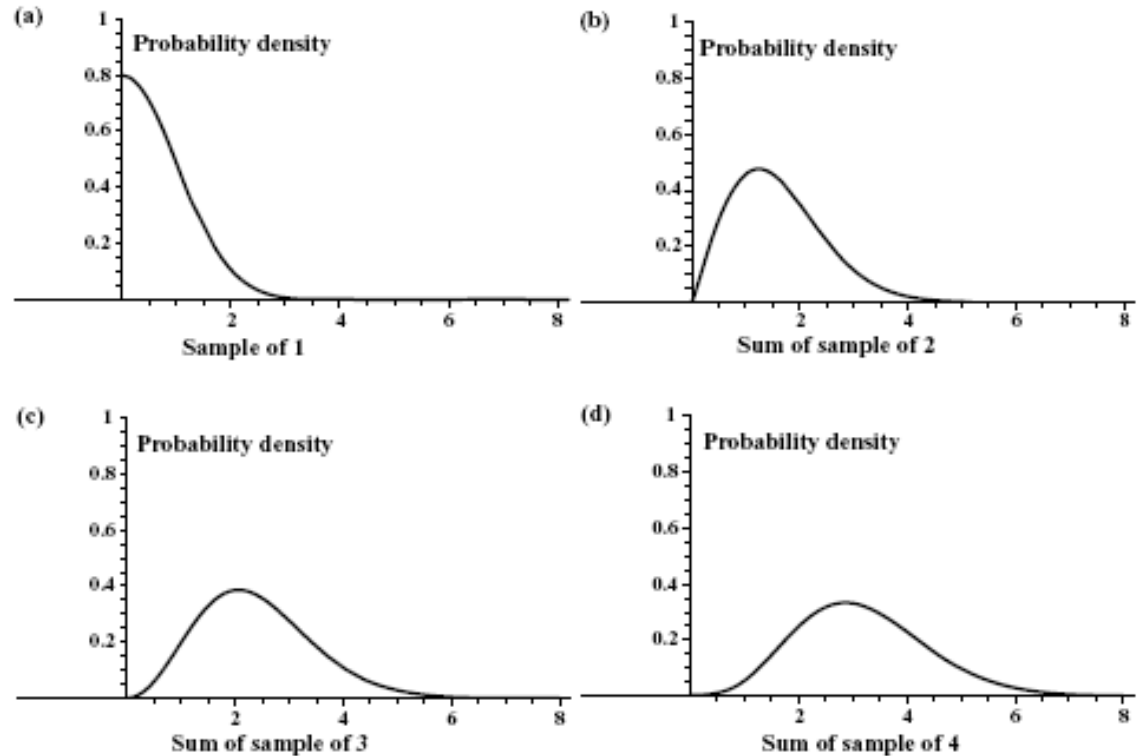 (a)
1
Probability density
0.8
0.6
0.4
0.2
2 4 6 8
Sample of 1
(b)
1
Probability density
0.8
0.6
0.4
0.2
2 4 6 8
Sum of sample of 2
(c)
1
Probability density
0.8
0.6
0.4
0.2
2 4 6 8
Sum of sample of 3
(d)
1
Probability density
0.8
0.6
0.4
0.2
2 4 6 8
Sum of sample of 4